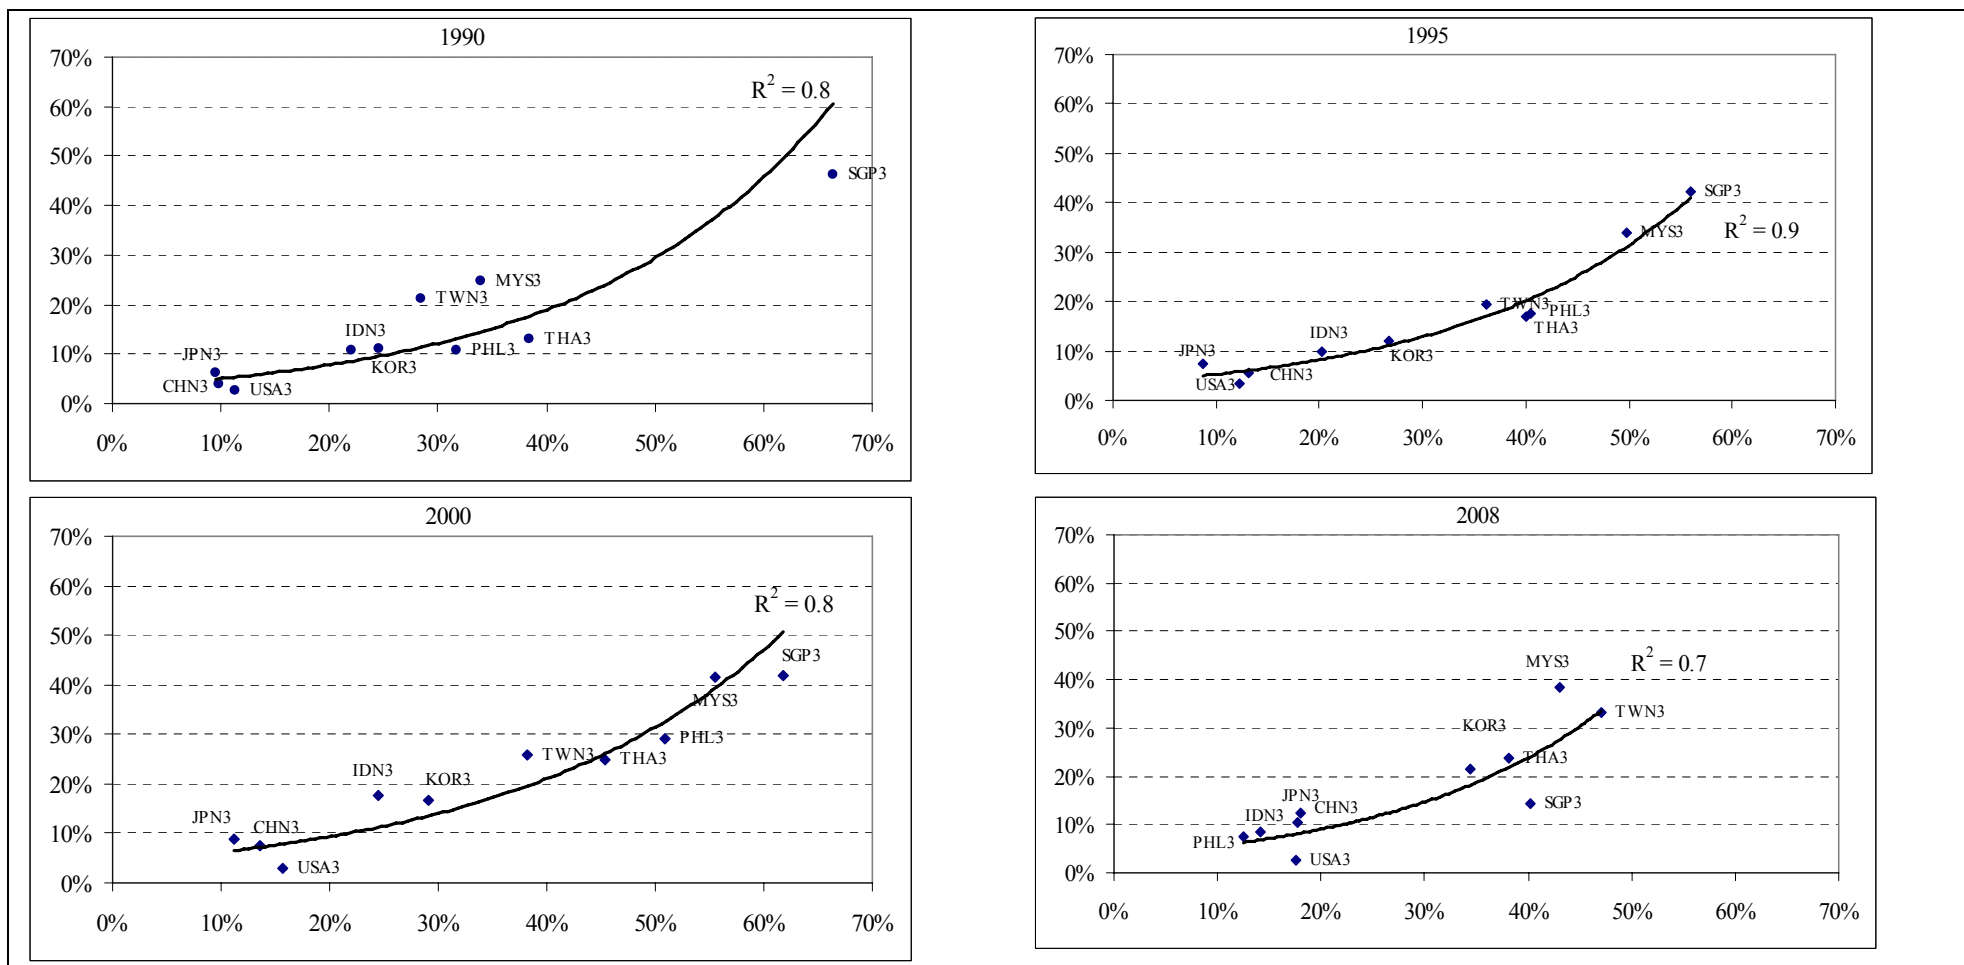 1990
70%
60%
50%
40%
30%
20%
10%
0%
R² = 0.8
SGP3
MYS3
TWN3
IDN3
THA3
PHL3
KOR3
JPN3
CHN3
USA3
0% 10% 20% 30% 40% 50% 60% 70%
1995
70%
60%
50%
40%
30%
20%
10%
0%
SGP3
R² = 0.9
MYS3
TWN3
PHL3
THA3
IDN3
KOR3
JPN3
CHN3
USA3
0% 10% 20% 30% 40% 50% 60% 70%
2000
70%
60%
50%
40%
30%
20%
10%
0%
R² = 0.8
SGP3
MYS3
PHL3
TWN3
THA3
IDN3
KOR3
JPN3
CHN3
USA3
0% 10% 20% 30% 40% 50% 60% 70%
2008
70%
60%
50%
40%
30%
20%
10%
0%
MYS3
R² = 0.7
TWN3
KOR3
THA3
SGP3
JPN3
CHN3
IDN3
PHL3
USA3
0% 10% 20% 30% 40% 50% 60% 70%